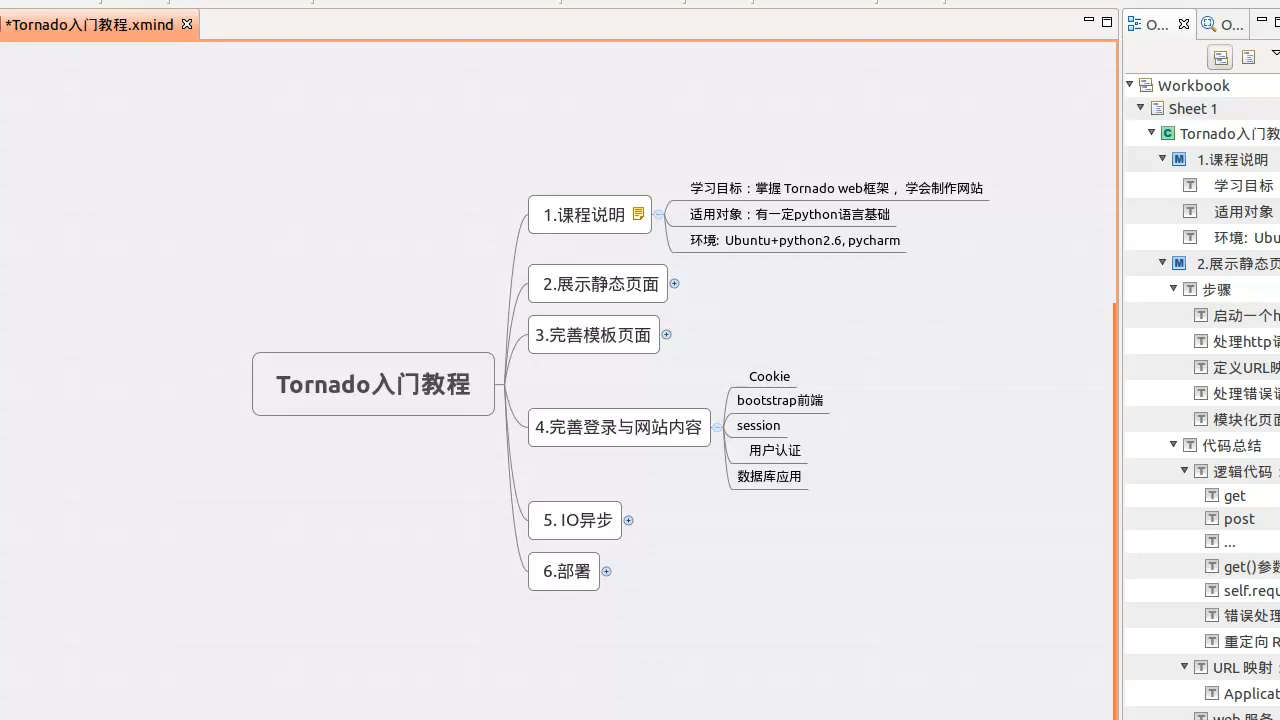 *Tornado入门教程.xmind
O...
O...
学习目标：掌握 Tornado web框架， 学会制作网站
1.课程说明
适用对象：有一定python语言基础
环境: Ubuntu+python2.6, pycharm
2.展示静态页面
3.完善模板页面
Tornado入门教程
Cookie
bootstrap前端
4.完善登录与网站内容
session
用户认证
数据库应用
5. IO异步
6.部署
Workbook
Sheet 1
Tornado入门教
1.课程说明
学习目标
适用对象
环境: Ubu
2.展示静态页
步骤
启动一个h
处理http请
定义URL映
处理错误请
模块化页面
代码总结
逻辑代码：
get
post
...
get()参数
self.requ
错误处理
重定向 R
URL 映射：
Applicat
web 服务